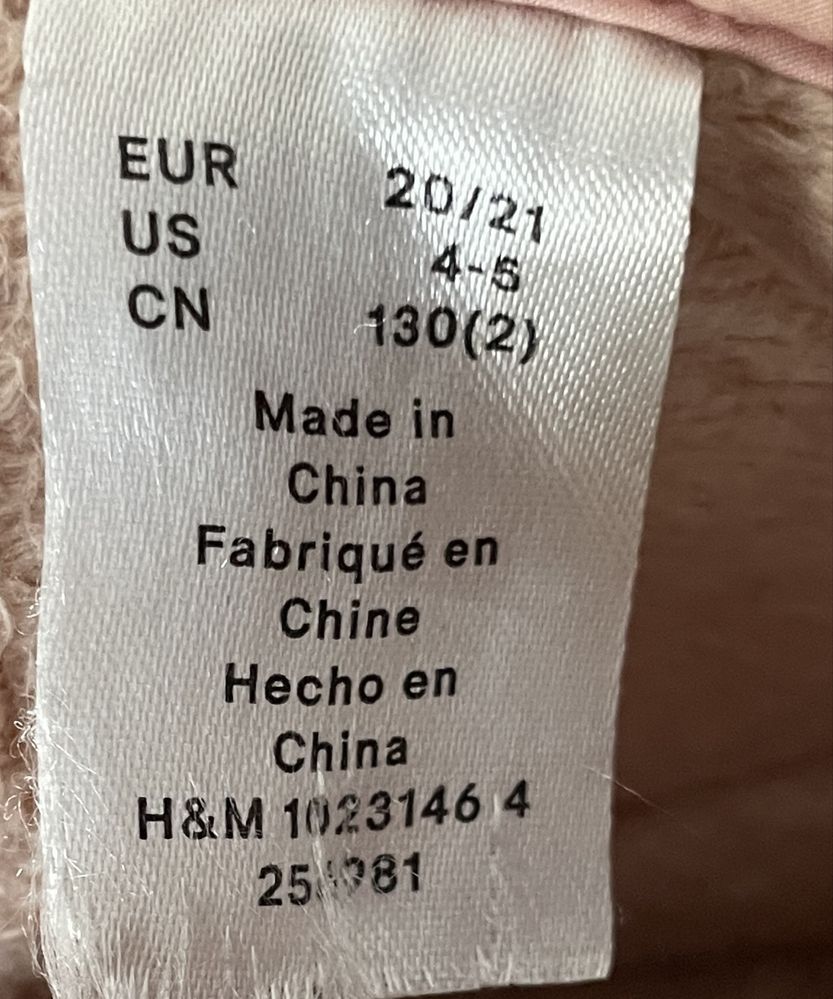 EUR 20/21
US 4-5
CN 130(2)
Made in
China
Fabriqué en
Chine
Hecho en
China
H&M 1023146 4